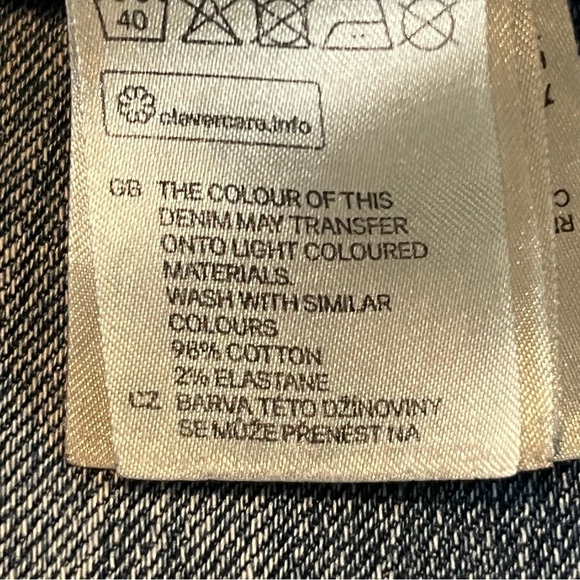 40
clevercare.info
GB THE COLOUR OF THIS
DENIM MAY TRANSFER
ONTO LIGHT COLOURED
MATERIALS.
WASH WITH SIMILAR
COLOURS
98% COTTON
2% ELASTANE
CZ BARVA TÉTO DŽÍNOVINY
SE MŮŽE PŘENÉST NA